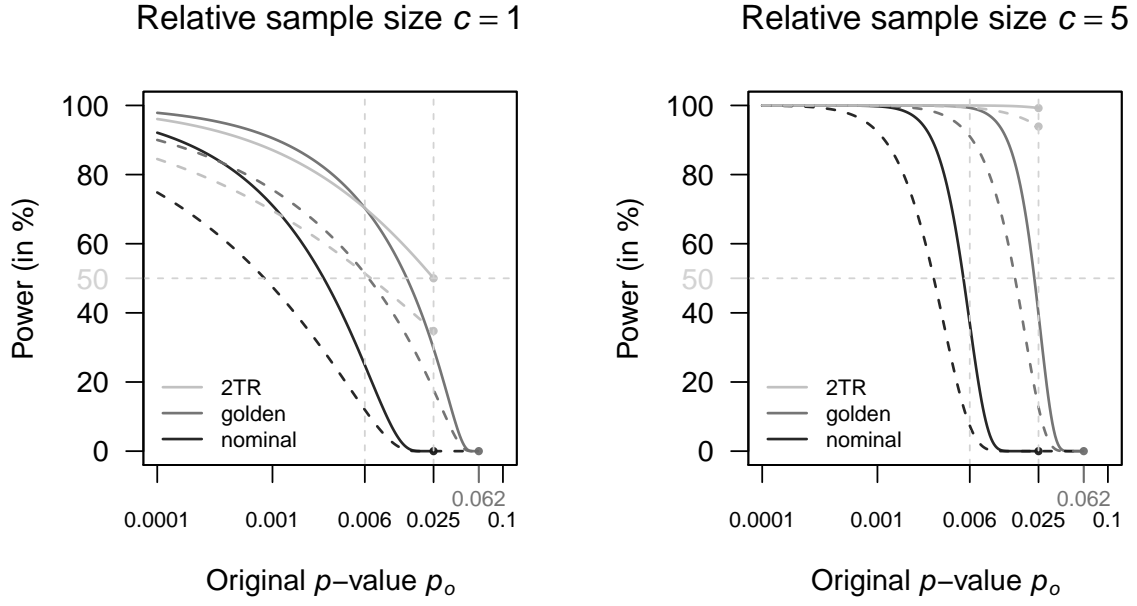 Relative sample size c = 1
Power (in %)
100
80
60
50
40
20
0
2TR
golden
nominal
0.062
0.0001 0.001 0.006 0.025 0.1
Original p−value pₒ
Relative sample size c = 5
Power (in %)
100
80
60
50
40
20
0
2TR
golden
nominal
0.062
0.0001 0.001 0.006 0.025 0.1
Original p−value pₒ